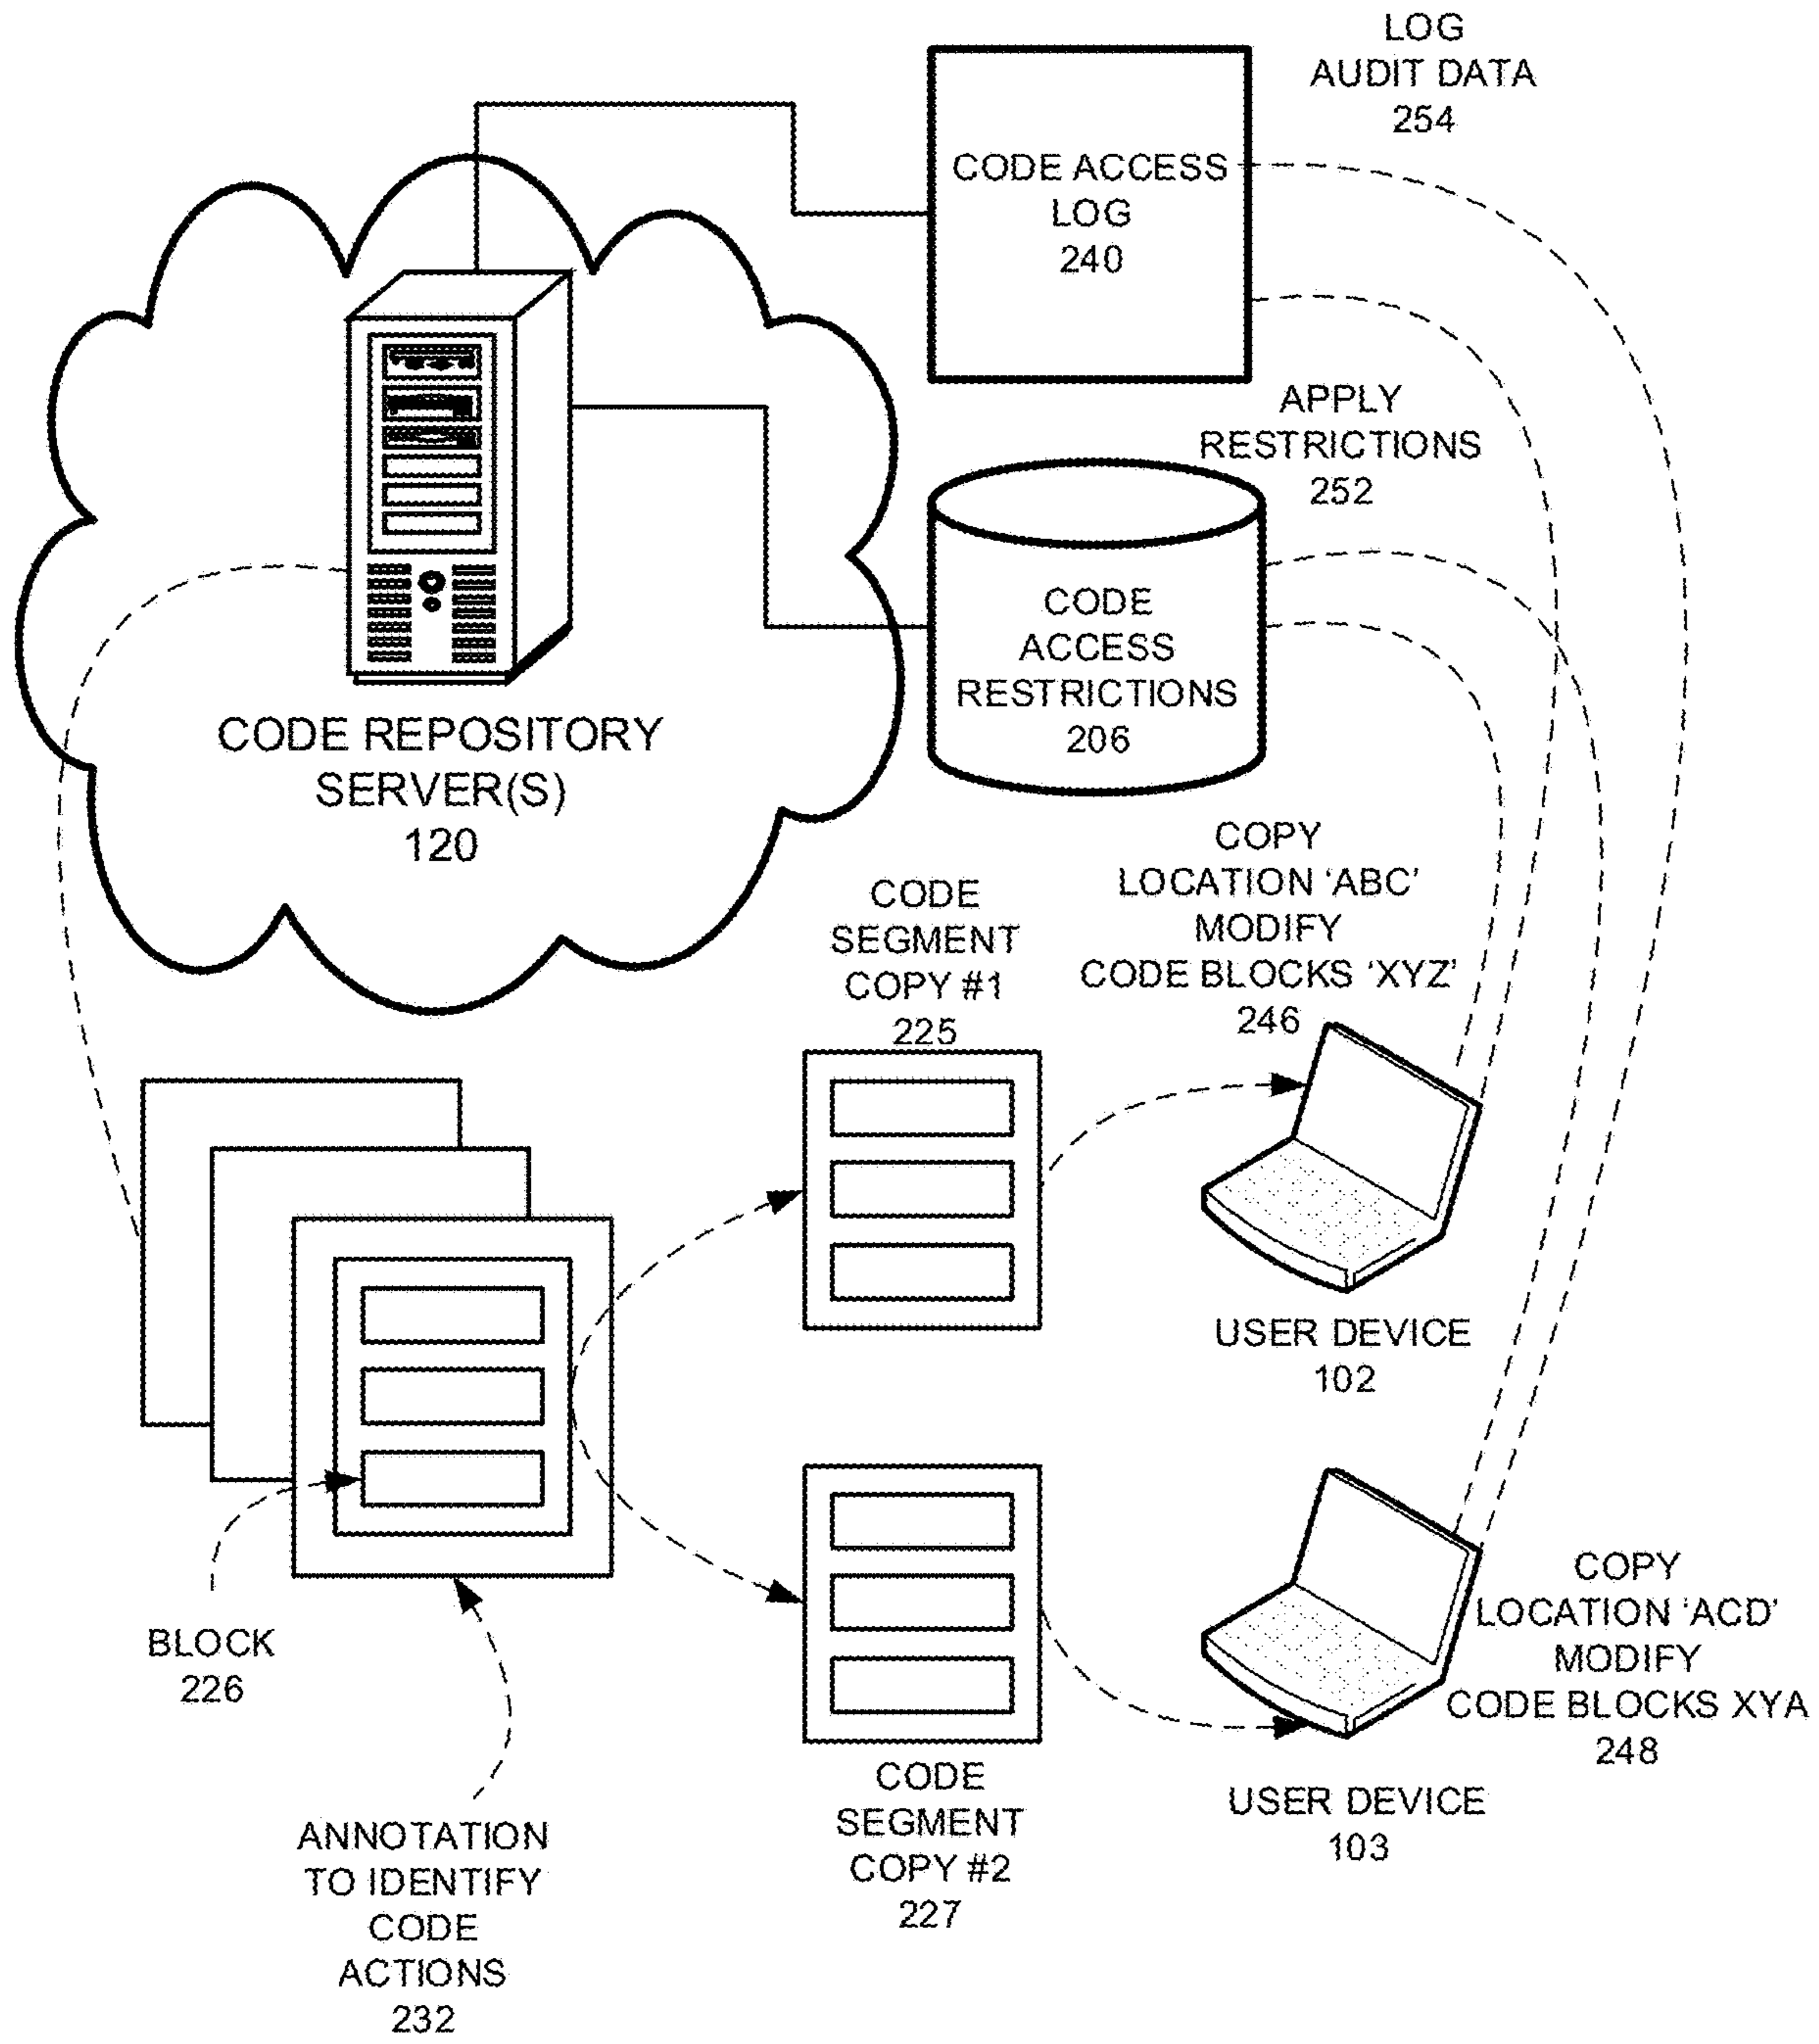 LOG
AUDIT DATA
254
CODE ACCESS
LOG
240
APPLY
RESTRICTIONS
252
CODE
ACCESS
RESTRICTIONS
206
CODE REPOSITORY
SERVER(S)
120
COPY
LOCATION ‘ABC’
MODIFY
CODE BLOCKS ‘XYZ’
246
CODE
SEGMENT
COPY #1
225
USER DEVICE
102
BLOCK
226
COPY
LOCATION ‘ACD’
MODIFY
CODE BLOCKS XYA
248
CODE
SEGMENT
COPY #2
227
USER DEVICE
103
ANNOTATION
TO IDENTIFY
CODE
ACTIONS
232